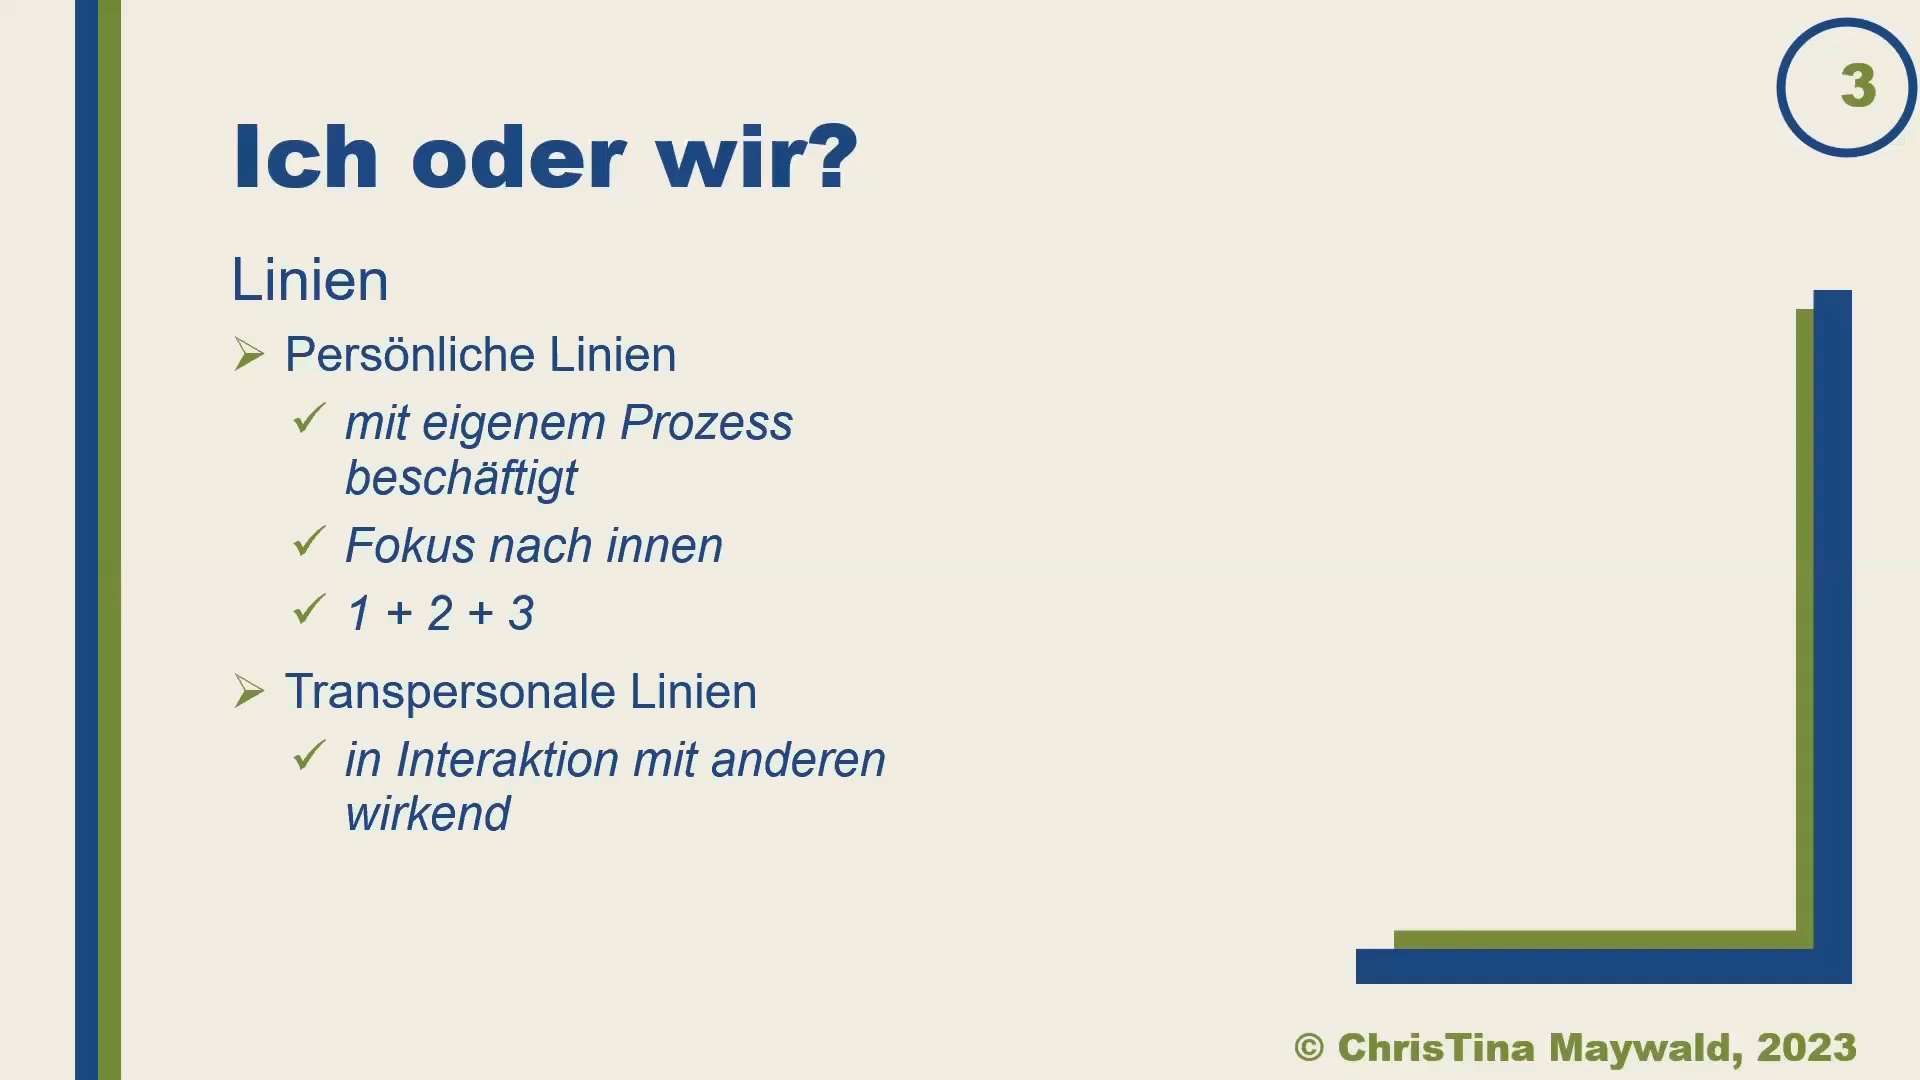 3
Ich oder wir?
Linien
Persönliche Linien
mit eigenem Prozess
beschäftigt
Fokus nach innen
1 + 2 + 3
Transpersonale Linien
in Interaktion mit anderen
wirkend
© ChrisTina Maywald, 2023